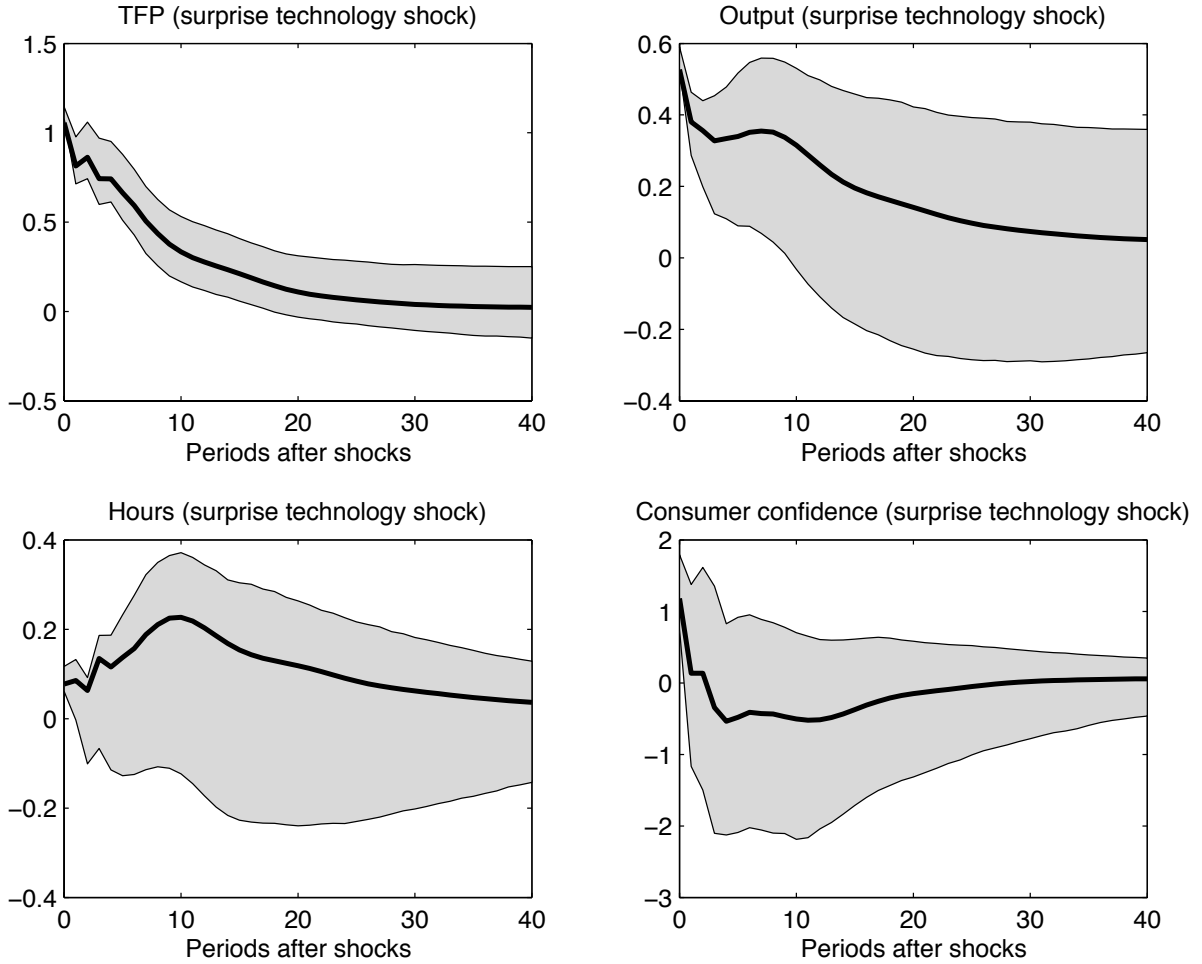 TFP (surprise technology shock)
1.5
1
0.5
0
−0.5
0 10 20 30 40
Periods after shocks
Output (surprise technology shock)
0.6
0.4
0.2
0
−0.2
−0.4
0 10 20 30 40
Periods after shocks
Hours (surprise technology shock)
0.4
0.2
0
−0.2
−0.4
0 10 20 30 40
Periods after shocks
Consumer confidence (surprise technology shock)
2
1
0
−1
−2
−3
0 10 20 30 40
Periods after shocks